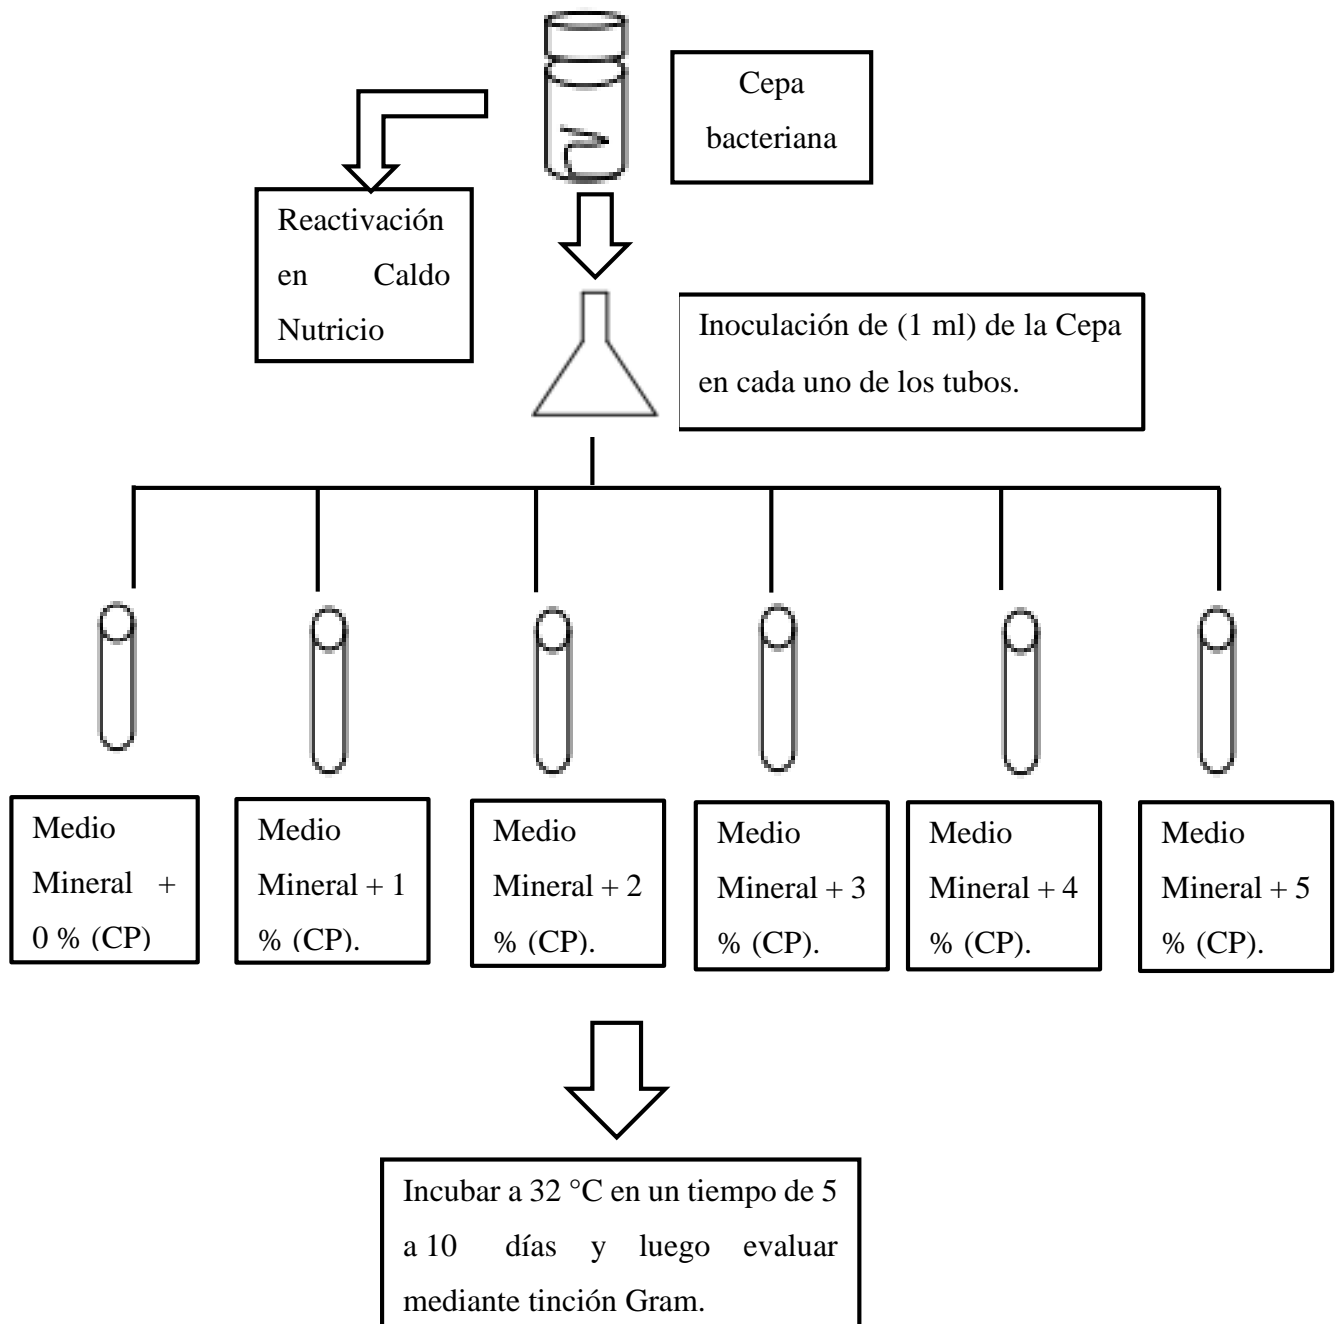 Cepa
bacteriana
Reactivación
en Caldo
Nutricio
Inoculación de (1 ml) de la Cepa
en cada uno de los tubos.
Medio
Mineral +
0 % (CP)
Medio
Mineral + 1
% (CP).
Medio
Mineral + 2
% (CP).
Medio
Mineral + 3
% (CP).
Medio
Mineral + 4
% (CP).
Medio
Mineral + 5
% (CP).
Incubar a 32 °C en un tiempo de 5
a 10 días y luego evaluar
mediante tinción Gram.